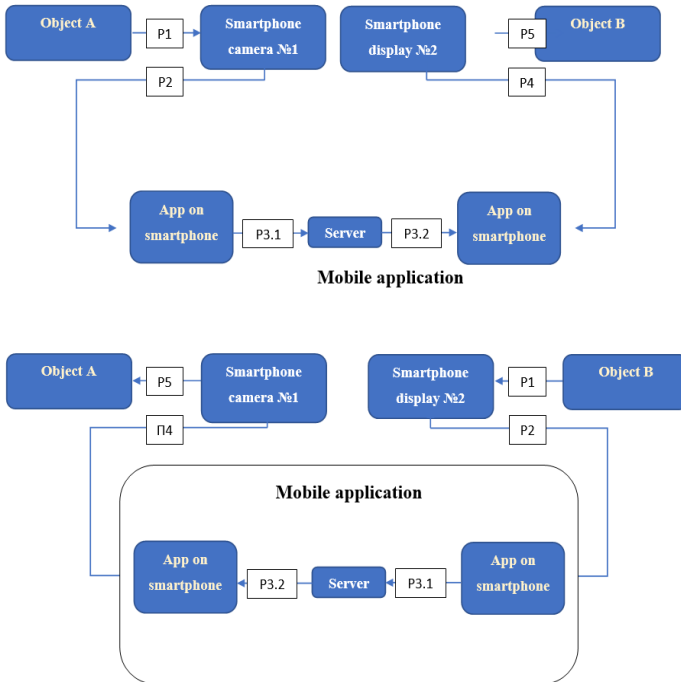 Object A
P1
Smartphone
camera №1
Smartphone
display №2
P5
Object B
P2
P4
App on
smartphone
P3.1
Server
P3.2
App on
smartphone
Mobile application
Object A
P5
Smartphone
camera №1
Smartphone
display №2
P1
Object B
П4
P2
Mobile application
App on
smartphone
P3.2
Server
P3.1
App on
smartphone